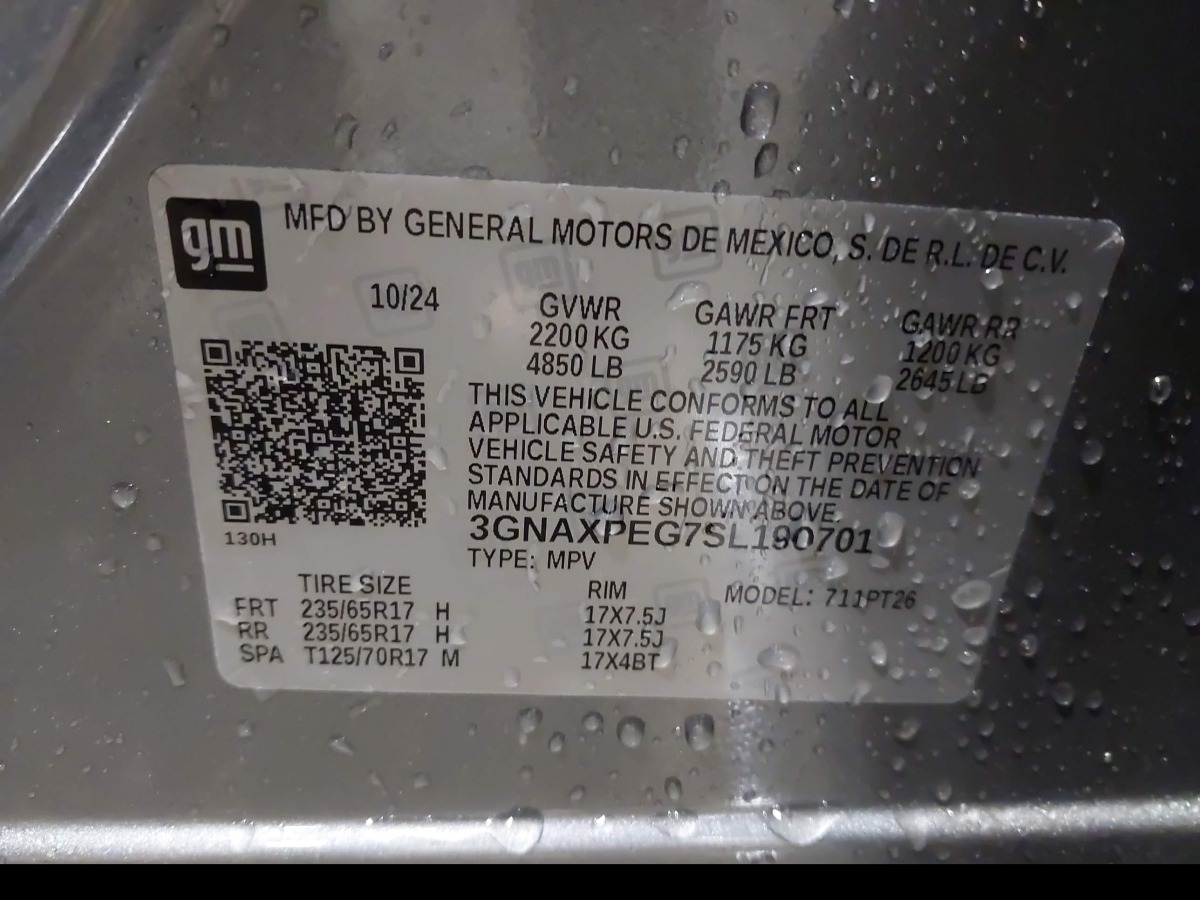 gm MFD BY GENERAL MOTORS DE MEXICO, S. DE R.L. DE C.V.
10/24 GVWR GAWR FRT GAWR RR
2200 KG 1175 KG 1200 KG
4850 LB 2590 LB 2645 LB
THIS VEHICLE CONFORMS TO ALL
APPLICABLE U.S. FEDERAL MOTOR
VEHICLE SAFETY AND THEFT PREVENTION
STANDARDS IN EFFECT ON THE DATE OF
MANUFACTURE SHOWN ABOVE.
3GNAXPEG7SL190701
130H
TYPE: MPV
TIRE SIZE RIM MODEL: 711PT26
FRT 235/65R17 H 17X7.5J
RR 235/65R17 H 17X7.5J
SPA T125/70R17 M 17X4BT